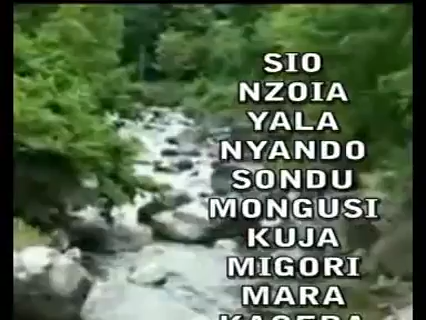 SIO
NZOIA
YALA
NYANDO
SONDU
MONGUSI
KUJA
MIGORI
MARA